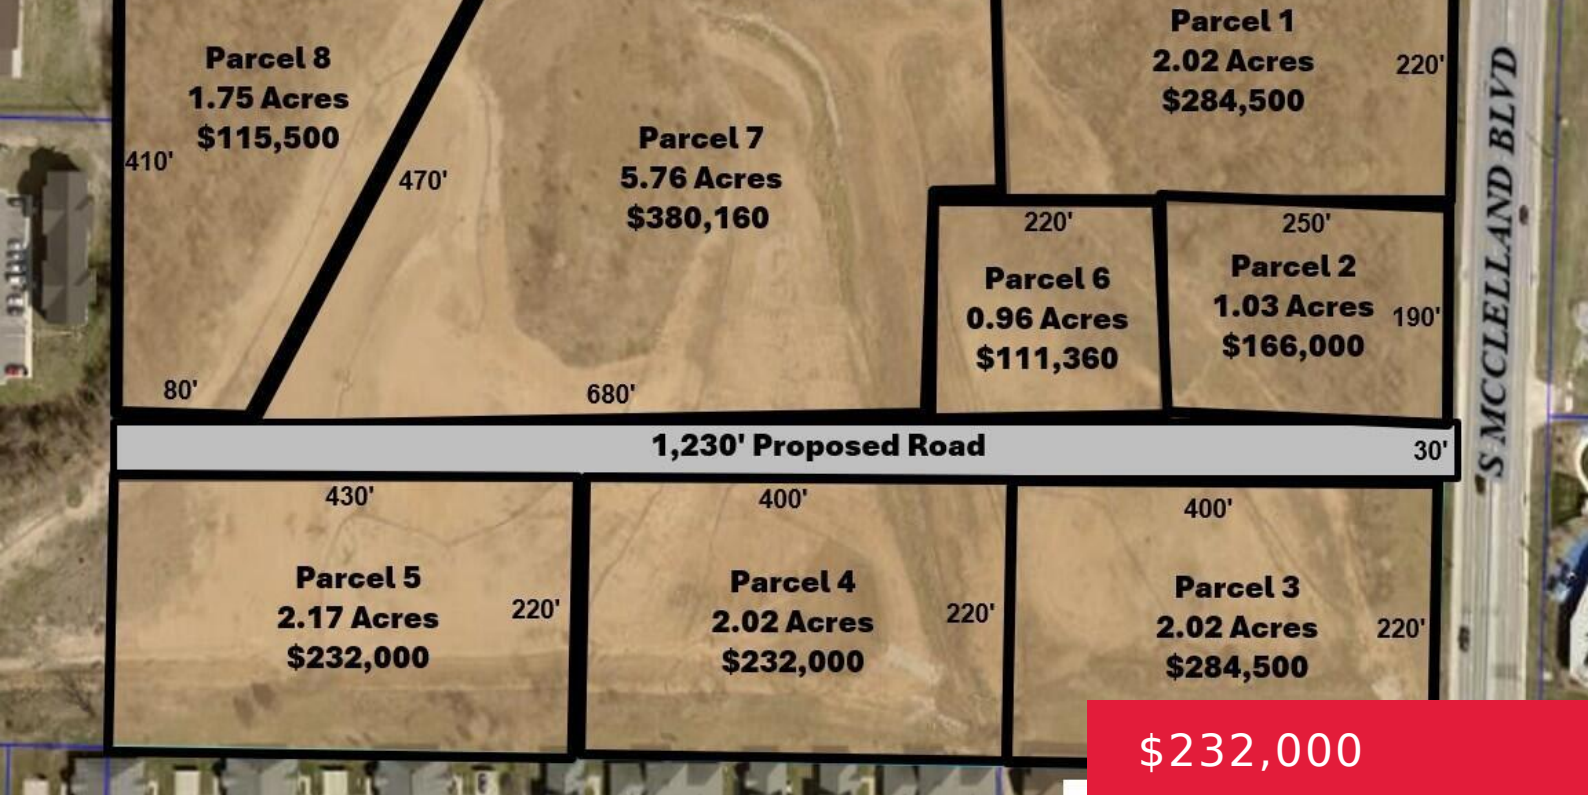 Parcel 8
1.75 Acres
$115,500
410'
80'
470'
Parcel 7
5.76 Acres
$380,160
680'
Parcel 1
2.02 Acres
$284,500
220'
220'
Parcel 6
0.96 Acres
$111,360
250'
Parcel 2
1.03 Acres
$166,000
190'
S MCCLELLAND BLVD
1,230' Proposed Road
30'
430'
Parcel 5
2.17 Acres
$232,000
220'
400'
Parcel 4
2.02 Acres
$232,000
220'
400'
Parcel 3
2.02 Acres
$284,500
220'
$232,000